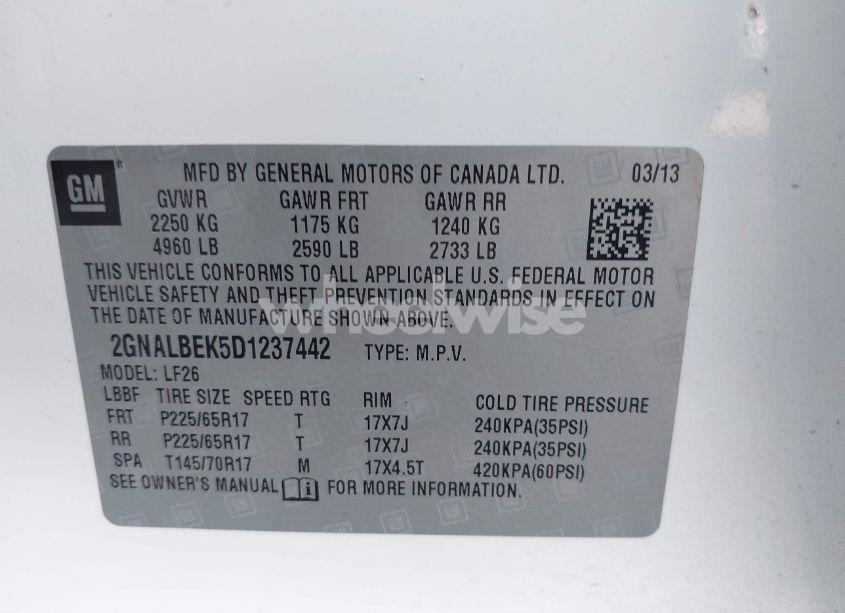 GM
MFD BY GENERAL MOTORS OF CANADA LTD. 03/13
GVWR GAWR FRT GAWR RR
2250 KG 1175 KG 1240 KG
4960 LB 2590 LB 2733 LB
THIS VEHICLE CONFORMS TO ALL APPLICABLE U.S. FEDERAL MOTOR
VEHICLE SAFETY AND THEFT PREVENTION STANDARDS IN EFFECT ON
THE DATE OF MANUFACTURE SHOWN ABOVE.
wheelwise
2GNALBEK5D1237442 TYPE: M.P.V.
MODEL: LF26
LBBF TIRE SIZE SPEED RTG RIM COLD TIRE PRESSURE
FRT P225/65R17 T 17X7J 240KPA(35PSI)
RR P225/65R17 T 17X7J 240KPA(35PSI)
SPA T145/70R17 M 17X4.5T 420KPA(60PSI)
SEE OWNER'S MANUAL i FOR MORE INFORMATION.